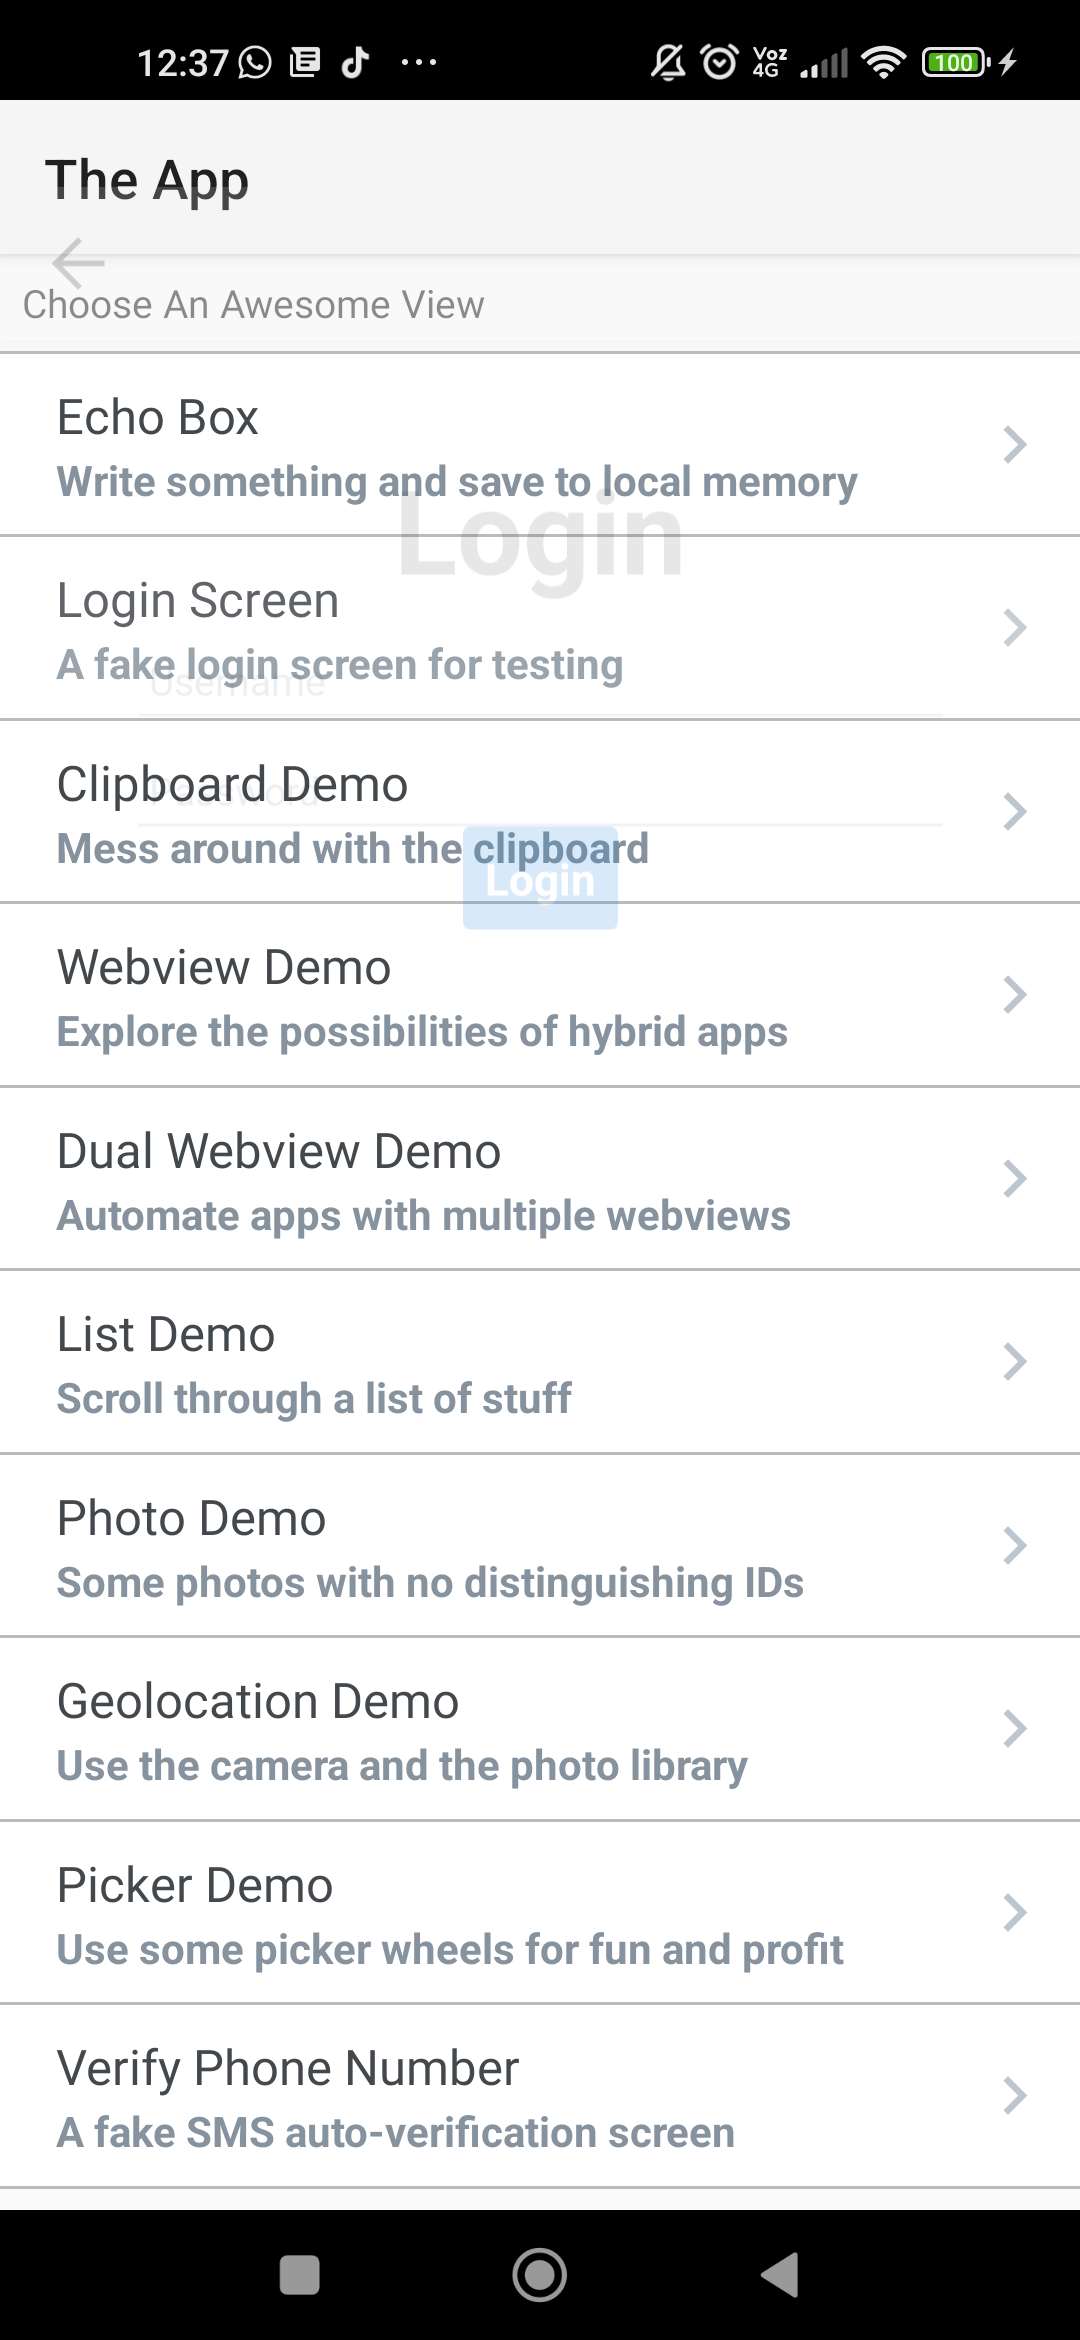 12:37
Voz
4G
100
The App
Choose An Awesome View
Echo Box
Write something and save to local memory
Login
Login Screen
A fake login screen for testing
Username
Clipboard Demo
Password
Mess around with the clipboard
Login
Webview Demo
Explore the possibilities of hybrid apps
Dual Webview Demo
Automate apps with multiple webviews
List Demo
Scroll through a list of stuff
Photo Demo
Some photos with no distinguishing IDs
Geolocation Demo
Use the camera and the photo library
Picker Demo
Use some picker wheels for fun and profit
Verify Phone Number
A fake SMS auto-verification screen